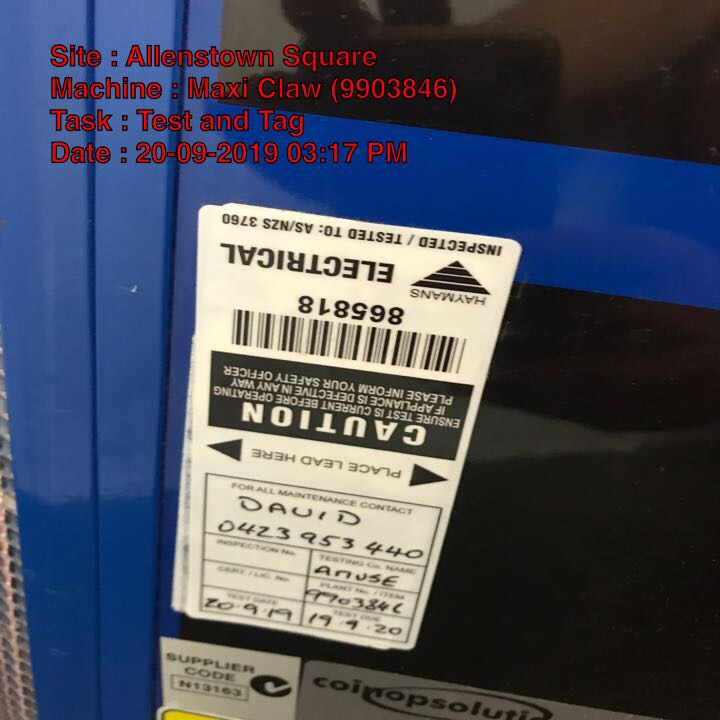 Site : Allenstown Square
Machine : Maxi Claw (9903846)
Task : Test and Tag
Date : 20-09-2019 03:17 PM
INSPECTED / TESTED TO: AS/NZS 3760
ELECTRICAL
HAYMANS
865818
PLEASE INFORM YOUR SAFETY OFFICER
IF APPLIANCE IS DEFECTIVE IN ANY WAY
ENSURE TEST IS CURRENT BEFORE OPERATING
CAUTION
PLACE LEAD HERE
FOR ALL MAINTENANCE CONTACT
DAVID
0423 953 440
INSPECTION No. TESTING Co. NAME
AMUSE
CERT / LIC. No. PLANT No. / ITEM
9903846
TEST DATE TEST DUE
20.9.19 19.9.20
SUPPLIER
CODE
N13163
coinopsoluti